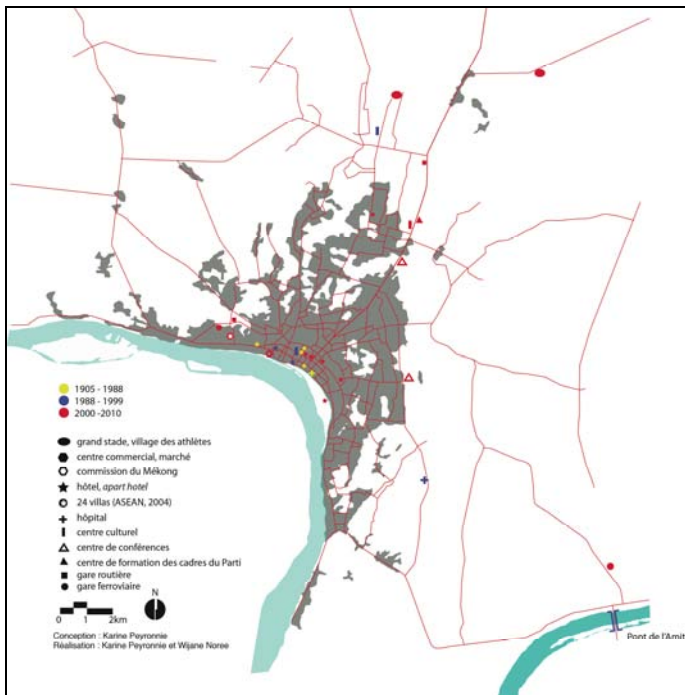 1905 - 1988
1988 - 1999
2000 -2010
grand stade, village des athlètes
centre commercial, marché
commission du Mékong
hôtel, apart hotel
24 villas (ASEAN, 2004)
hôpital
centre culturel
centre de conférences
centre de formation des cadres du Parti
gare routière
gare ferroviaire
0 1 2km
N
Conception : Karine Peyronnie
Réalisation : Karine Peyronnie et Wijane Noree
Pont de l'Amit